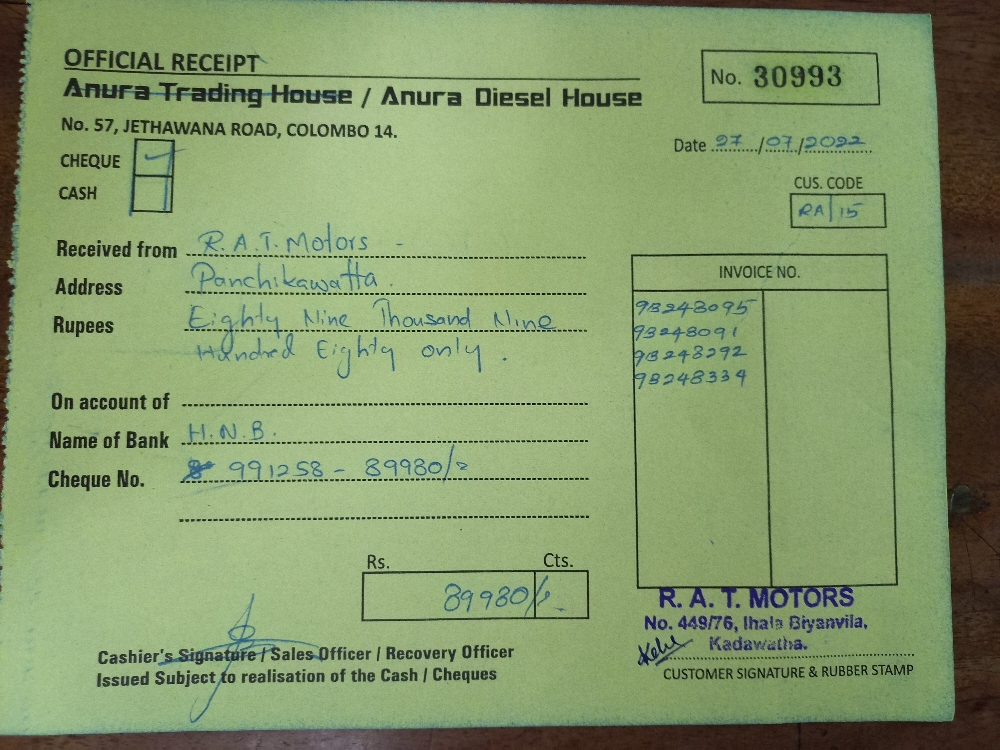 OFFICIAL RECEIPT
No. 30993
Anura Trading House / Anura Diesel House
No. 57, JETHAWANA ROAD, COLOMBO 14.
Date 27/07/2022
CHEQUE ✓
CASH
CUS. CODE
RA/15
Received from R.A.T. Motors -
Address Panchikawatta.
Rupees Eighty Nine Thousand Nine
Hundred Eighty only.
INVOICE NO.
93248095
93248091
93248292
93248334
On account of
Name of Bank H.N.B.
Cheque No. 991258 - 89980/=
Rs. Cts.
89980/=
R. A. T. MOTORS
No. 449/76, Ihala Biyanvila,
Kadawatha.
Cashier's Signature / Sales Officer / Recovery Officer
Issued Subject to realisation of the Cash / Cheques
CUSTOMER SIGNATURE & RUBBER STAMP